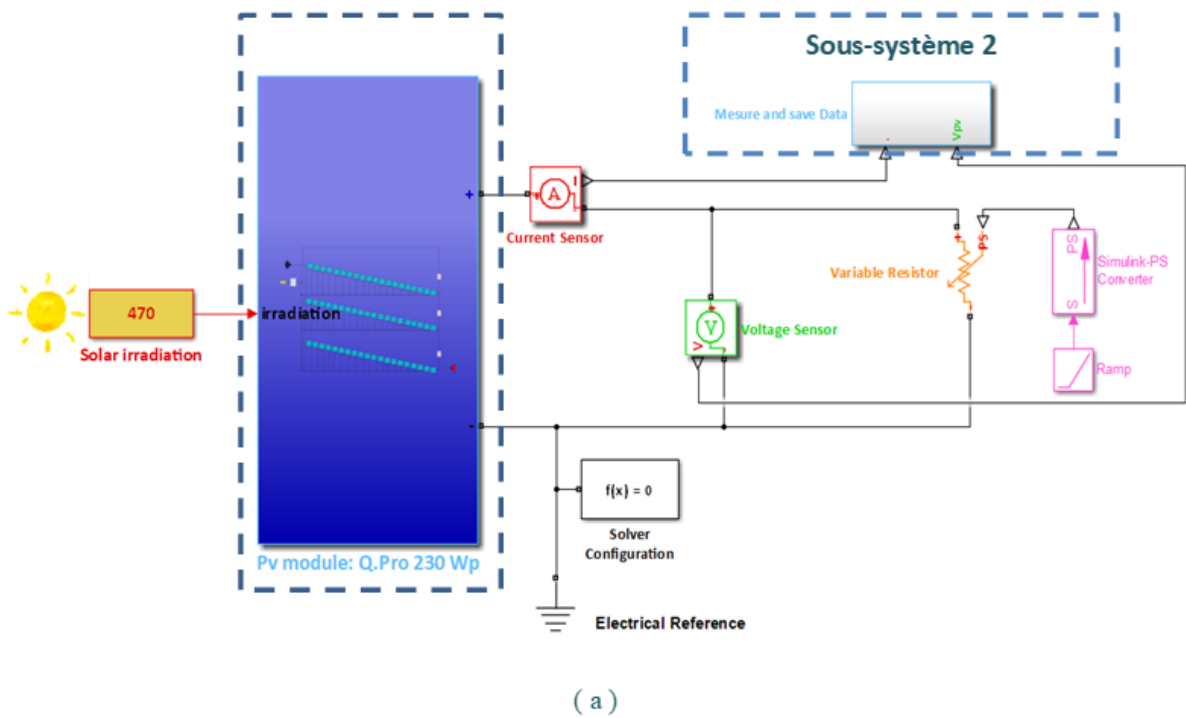 Sous-système 2
Mesure and save Data
Vpv
+
I
A
Current Sensor
+
PS
Variable Resistor
-
PS
S
Simulink-PS
Converter
Ramp
470
Solar irradiation
irradiation
+
V
V
-
Voltage Sensor
-
f(x) = 0
Solver
Configuration
Pv module: Q.Pro 230 Wp
Electrical Reference
( a )